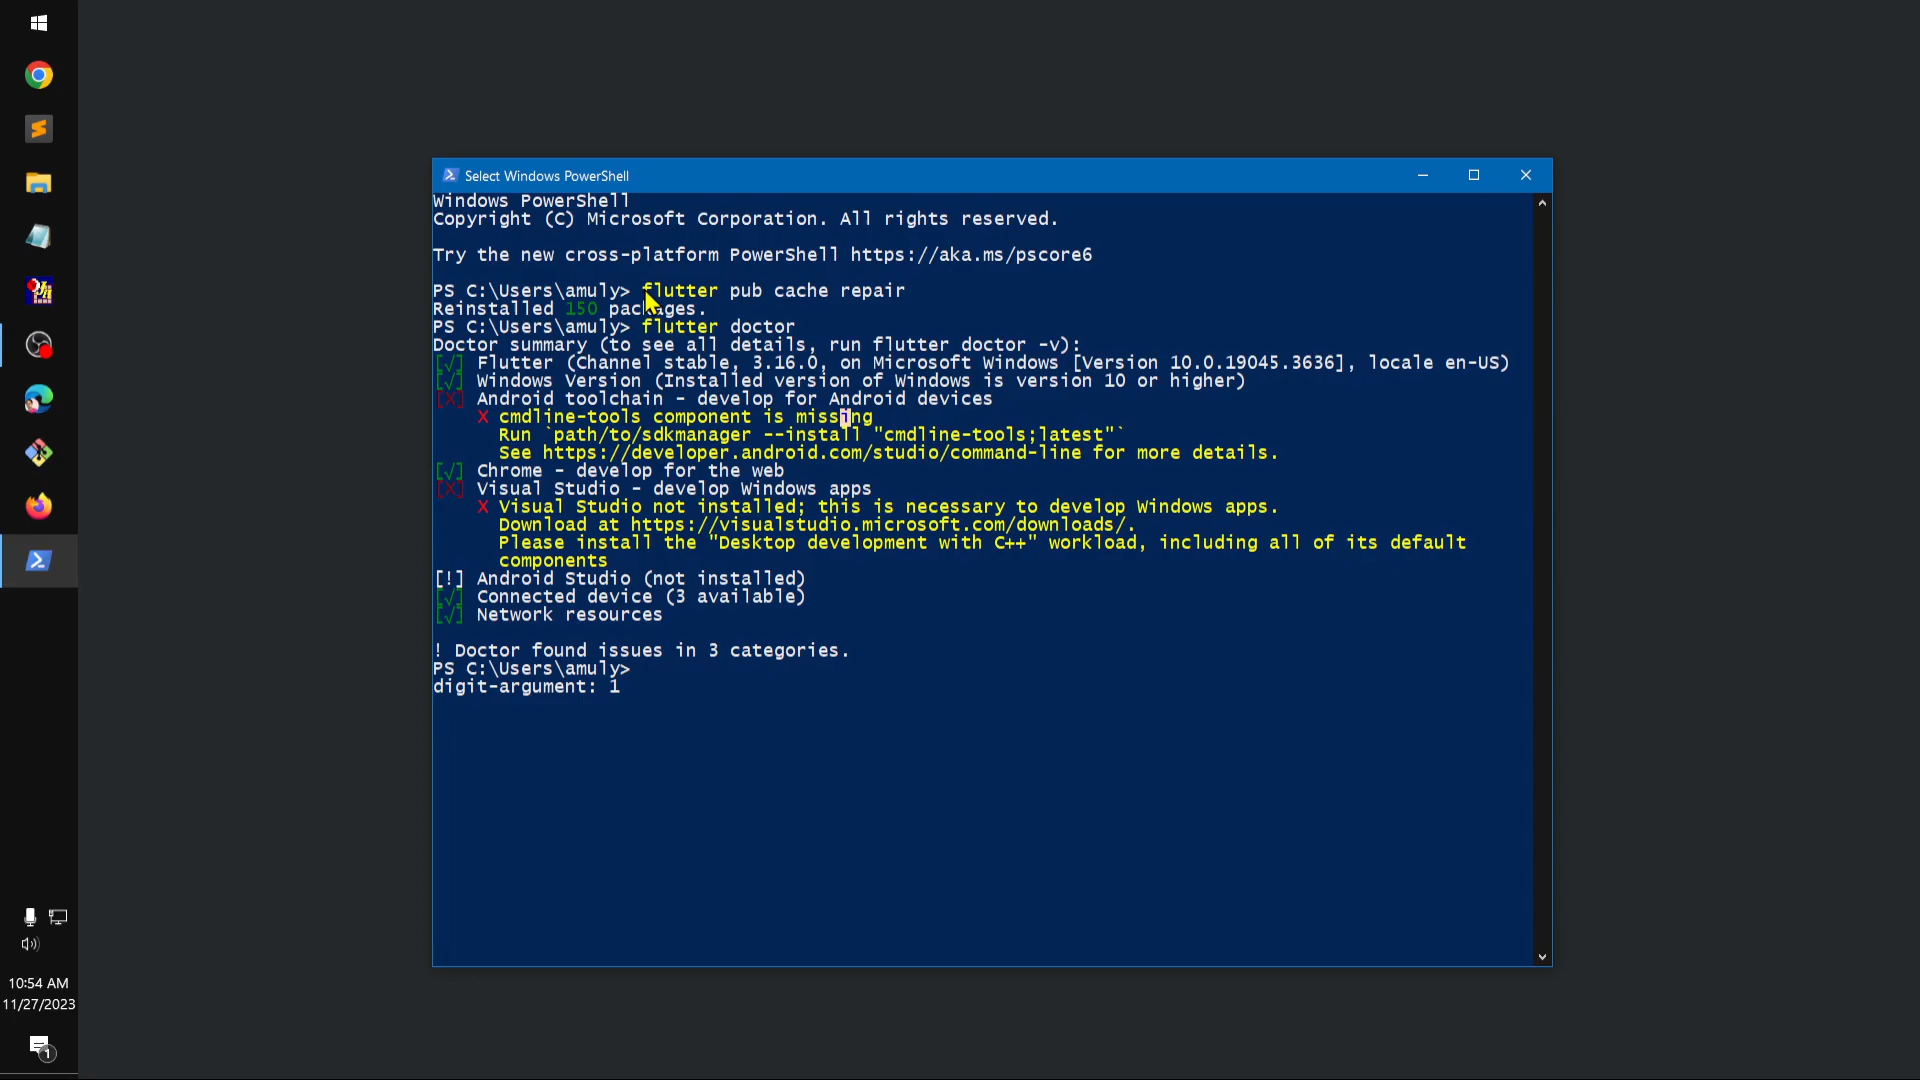 Select Windows PowerShell
Windows PowerShell
Copyright (C) Microsoft Corporation. All rights reserved.
Try the new cross-platform PowerShell https://aka.ms/pscore6
PS C:\Users\amuly> flutter pub cache repair
Reinstalled 150 packages.
PS C:\Users\amuly> flutter doctor
Doctor summary (to see all details, run flutter doctor -v):
[√] Flutter (Channel stable, 3.16.0, on Microsoft Windows [Version 10.0.19045.3636], locale en-US)
[√] Windows Version (Installed version of Windows is version 10 or higher)
[X] Android toolchain - develop for Android devices
X cmdline-tools component is missing
Run `path/to/sdkmanager --install "cmdline-tools;latest"`
See https://developer.android.com/studio/command-line for more details.
[√] Chrome - develop for the web
[X] Visual Studio - develop Windows apps
X Visual Studio not installed; this is necessary to develop Windows apps.
Download at https://visualstudio.microsoft.com/downloads/.
Please install the "Desktop development with C++" workload, including all of its default
components
[!] Android Studio (not installed)
[√] Connected device (3 available)
[√] Network resources
! Doctor found issues in 3 categories.
PS C:\Users\amuly>
digit-argument: 1
10:54 AM
11/27/2023
1